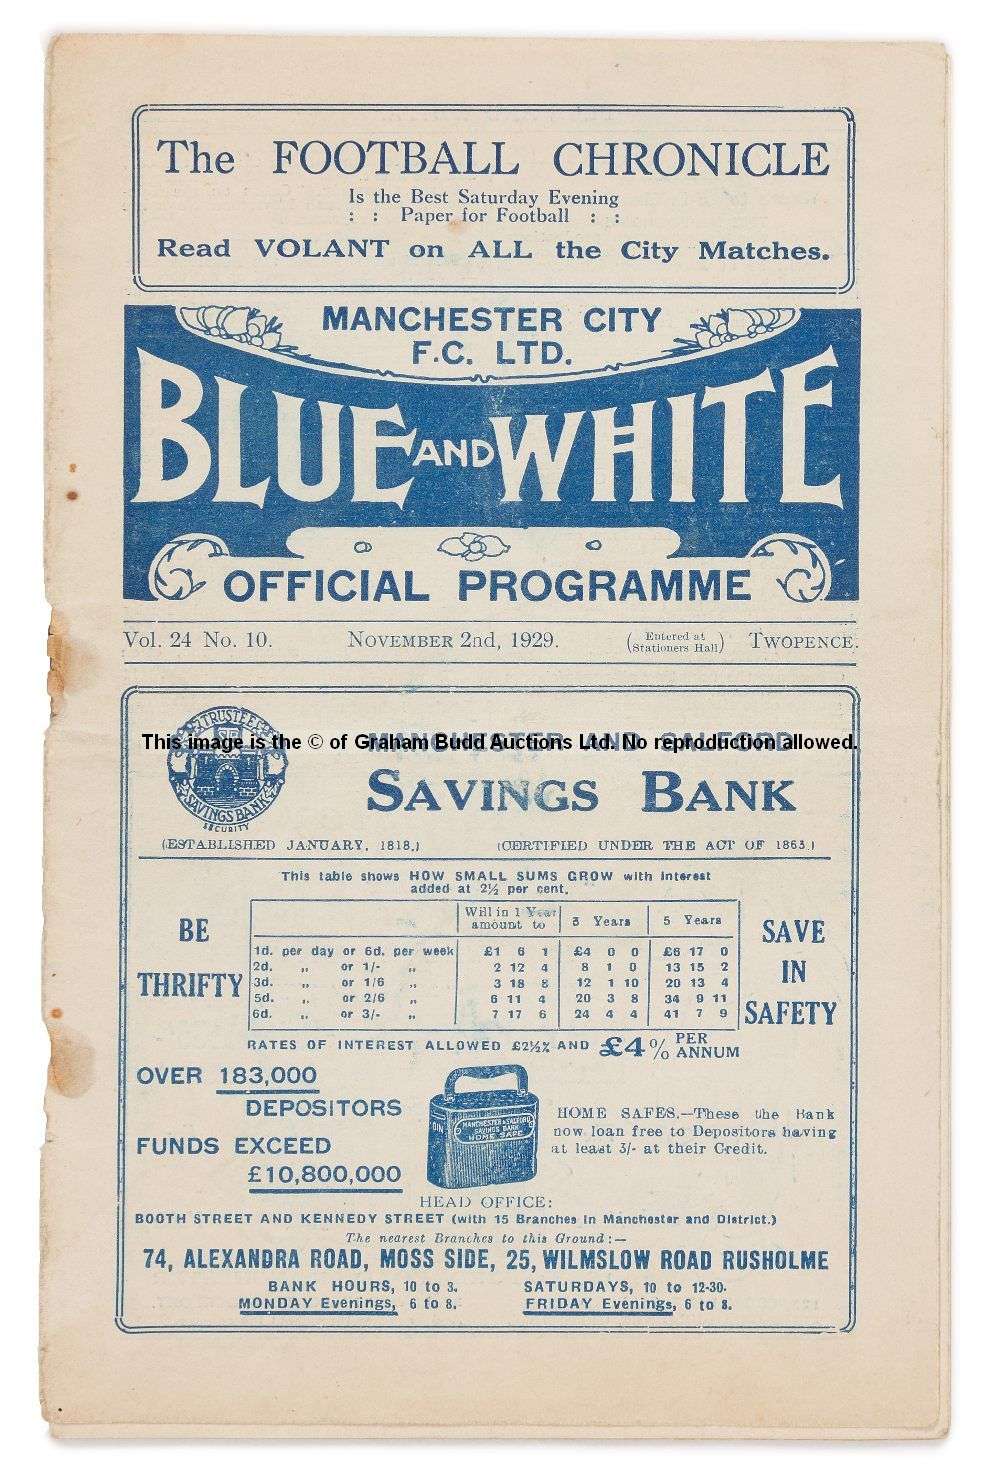 The FOOTBALL CHRONICLE
Is the Best Saturday Evening
: : Paper for Football : :
Read VOLANT on ALL the City Matches.
MANCHESTER CITY
F.C. LTD.
BLUE AND WHITE
OFFICIAL PROGRAMME
Vol. 24 No. 10. NOVEMBER 2nd, 1929. (Entered at Stationers Hall) TWOPENCE.
TRUSTEE
SAVINGS BANK
SECURITY
This image is the © of Graham Budd Auctions Ltd. No reproduction allowed.
MANCHESTER AND SALFORD
SAVINGS BANK
(ESTABLISHED JANUARY, 1818.) (CERTIFIED UNDER THE ACT OF 1863.)
This table shows HOW SMALL SUMS GROW with interest
added at 2½ per cent.
BE
THRIFTY
Will in 1 Year amount to 3 Years 5 Years
1d. per day or 6d. per week £1 6 1 £4 0 0 £6 17 0
2d. „ or 1/- „ 2 12 4 8 1 0 13 15 2
3d. „ or 1/6 „ 3 18 8 12 1 10 20 13 4
5d. „ or 2/6 „ 6 11 4 20 3 8 34 9 11
6d. „ or 3/- „ 7 17 6 24 4 4 41 7 9
SAVE
IN
SAFETY
RATES OF INTEREST ALLOWED £2½% AND £4% PER ANNUM
OVER 183,000
DEPOSITORS
FUNDS EXCEED
£10,800,000
MANCHESTER & SALFORD
SAVINGS BANK
HOME SAFE
HOME SAFES.—These the Bank
now loan free to Depositors having
at least 3/- at their Credit.
HEAD OFFICE:
BOOTH STREET AND KENNEDY STREET (with 15 Branches in Manchester and District.)
The nearest Branches to this Ground:—
74, ALEXANDRA ROAD, MOSS SIDE, 25, WILMSLOW ROAD RUSHOLME
BANK HOURS, 10 to 3. SATURDAYS, 10 to 12-30.
MONDAY Evenings, 6 to 8. FRIDAY Evenings, 6 to 8.